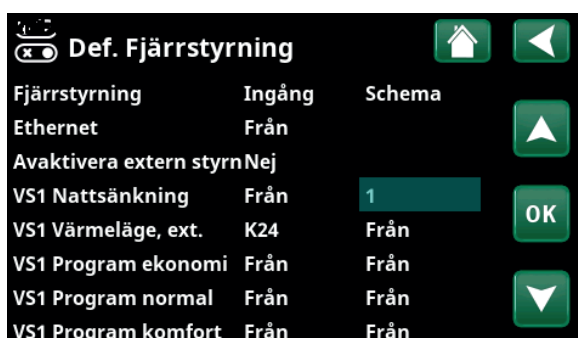 Def. Fjärrstyrning
Fjärrstyrning Ingång Schema
Ethernet Från
Avaktivera extern styrn Nej
VS1 Nattsänkning Från 1
OK
VS1 Värmeläge, ext. K24 Från
VS1 Program ekonomi Från Från
VS1 Program normal Från Från
VS1 Program komfort Från Från